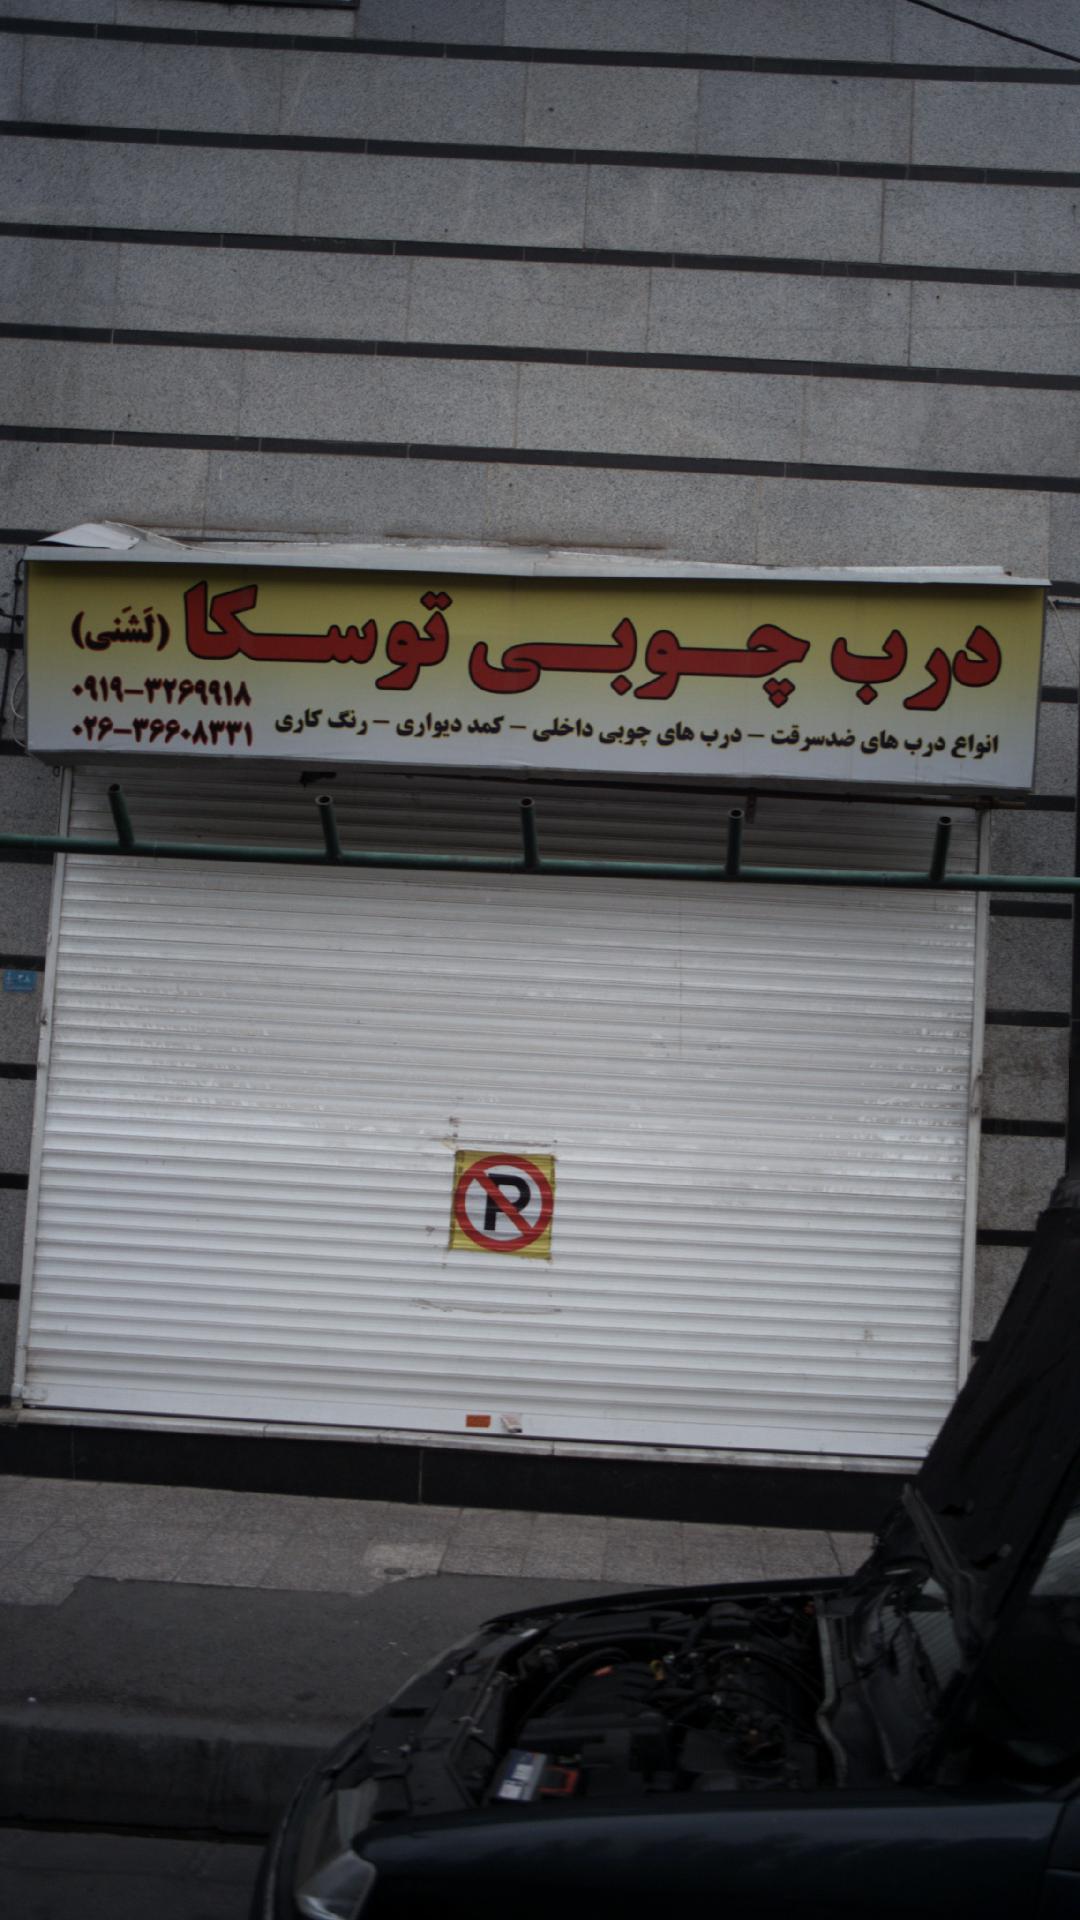 درب چوبی توسکا (لَشَنی)
۰۹۱۹-۳۲۶۹۹۱۸
انواع درب های ضدسرقت - درب های چوبی داخلی - کمد دیواری - رنگ کاری
۰۲۶-۳۶۶۰۸۳۳۱
P